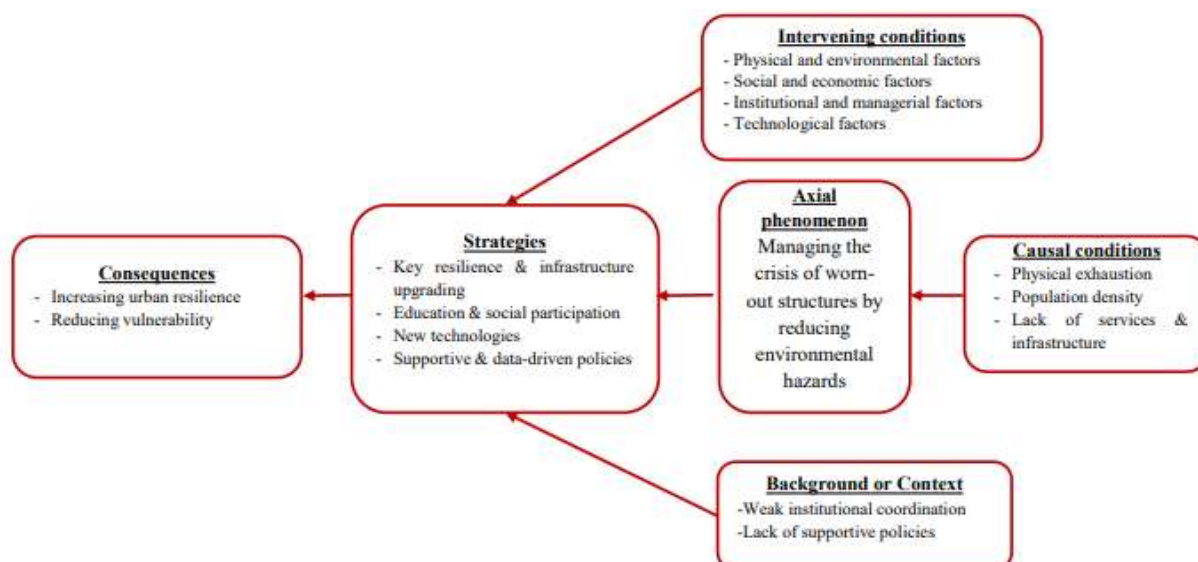 Intervening conditions
- Physical and environmental factors
- Social and economic factors
- Institutional and managerial factors
- Technological factors
Axial
phenomenon
Managing the
crisis of worn-
out structures by
reducing
environmental
hazards
Causal conditions
- Physical exhaustion
- Population density
- Lack of services &
infrastructure
Strategies
- Key resilience & infrastructure
upgrading
- Education & social participation
- New technologies
- Supportive & data-driven policies
Consequences
- Increasing urban resilience
- Reducing vulnerability
Background or Context
-Weak institutional coordination
-Lack of supportive policies